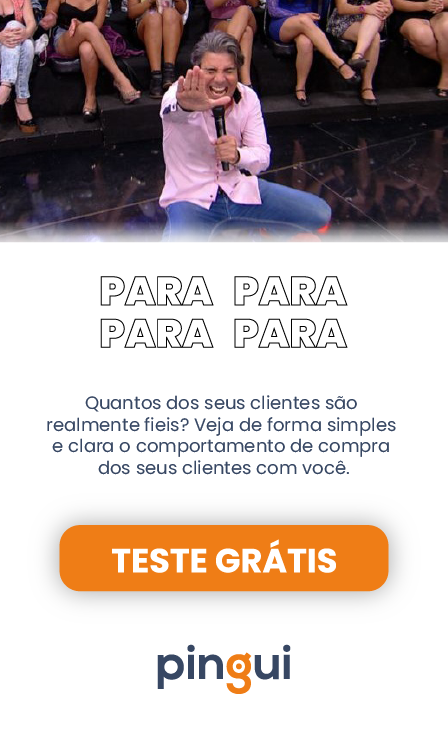 PARA PARA
PARA PARA
Quantos dos seus clientes são
realmente fieis? Veja de forma simples
e clara o comportamento de compra
dos seus clientes com você.
TESTE GRÁTIS
pingui